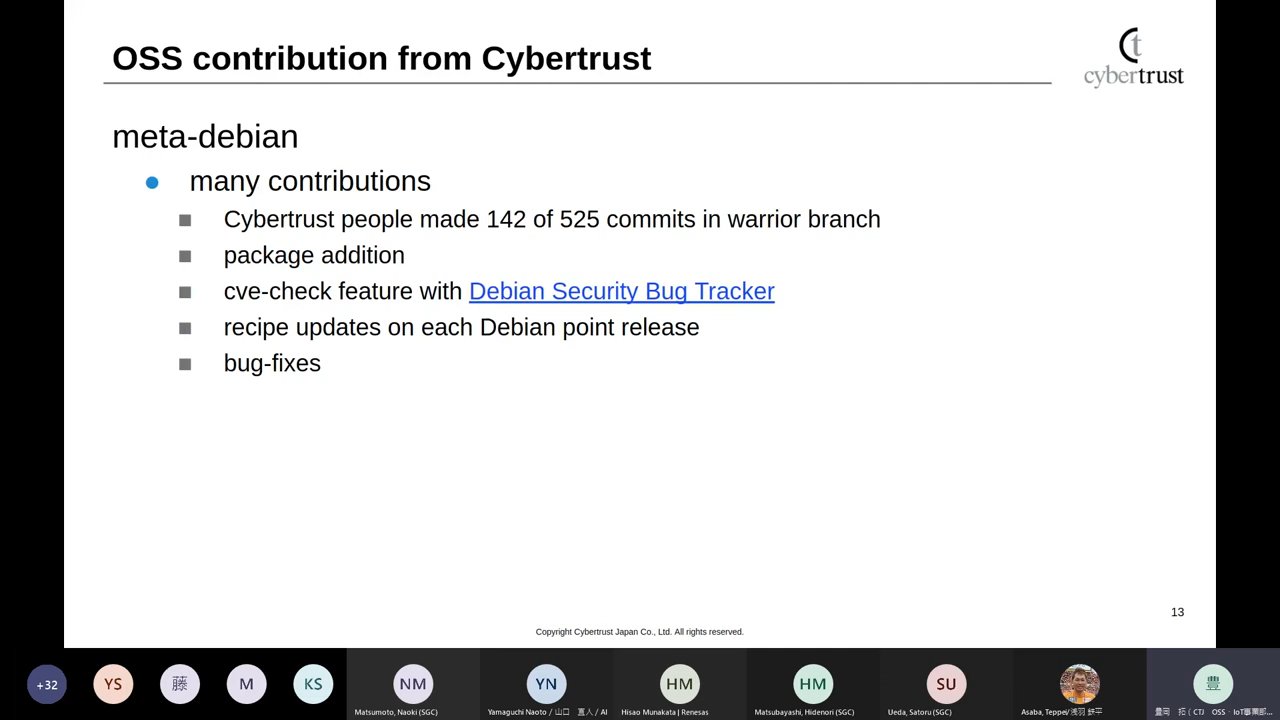 OSS contribution from Cybertrust
cybertrust
meta-debian
many contributions
Cybertrust people made 142 of 525 commits in warrior branch
package addition
cve-check feature with Debian Security Bug Tracker
recipe updates on each Debian point release
bug-fixes
13
Copyright Cybertrust Japan Co., Ltd. All rights reserved.
+32
YS
藤
M
KS
NM
YN
HM
HM
SU
豊
Matsumoto, Naoki (SGC)
Yamaguchi Naoto / 山口 直人 / AI
Hisao Munakata | Renesas
Matsubayashi, Hidenori (SGC)
Ueda, Satoru (SGC)
Asaba, Teppei/浅羽 鉄平
豊岡 拓 ( CTJ OSS・IoT事業部...